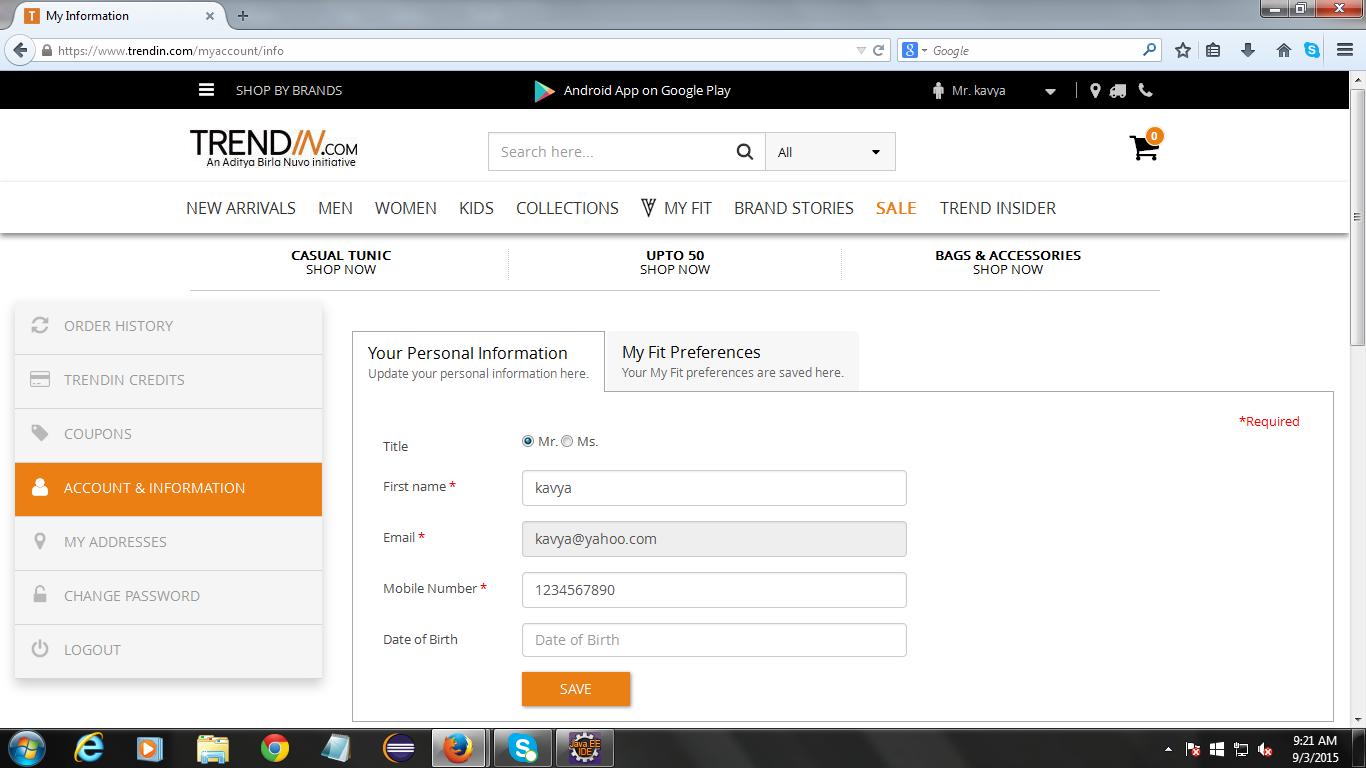 My Information
https://www.trendin.com/myaccount/info
Google
SHOP BY BRANDS
Android App on Google Play
Mr. kavya
TRENDIN.COM
An Aditya Birla Nuvo initiative
Search here...
All
0
NEW ARRIVALS MEN WOMEN KIDS COLLECTIONS MY FIT BRAND STORIES SALE TREND INSIDER
CASUAL TUNIC
SHOP NOW
UPTO 50
SHOP NOW
BAGS & ACCESSORIES
SHOP NOW
ORDER HISTORY
TRENDIN CREDITS
COUPONS
ACCOUNT & INFORMATION
MY ADDRESSES
CHANGE PASSWORD
LOGOUT
Your Personal Information
Update your personal information here.
My Fit Preferences
Your My Fit preferences are saved here.
*Required
Title Mr. Ms.
First name * kavya
Email * kavya@yahoo.com
Mobile Number * 1234567890
Date of Birth Date of Birth
SAVE
Java EE
IDE
9:21 AM
9/3/2015